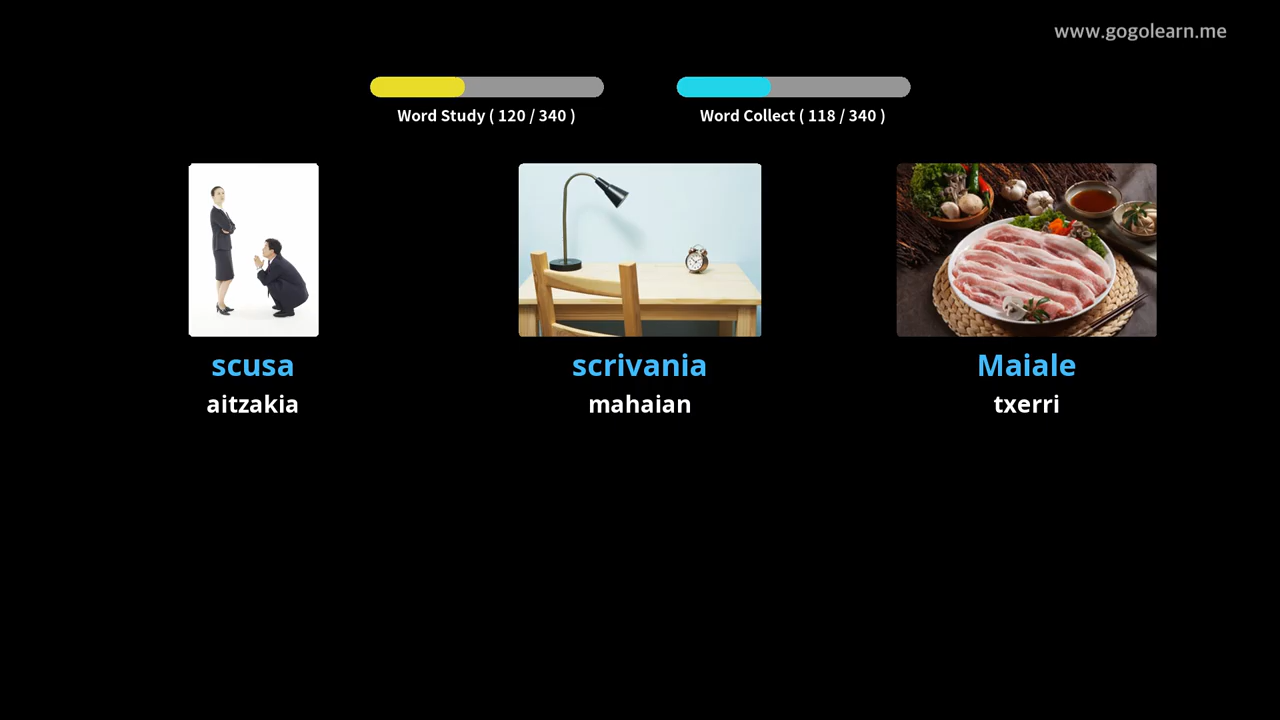 www.gogolearn.me
Word Study ( 120 / 340 )
Word Collect ( 118 / 340 )
scusa
aitzakia
scrivania
mahaian
Maiale
txerri